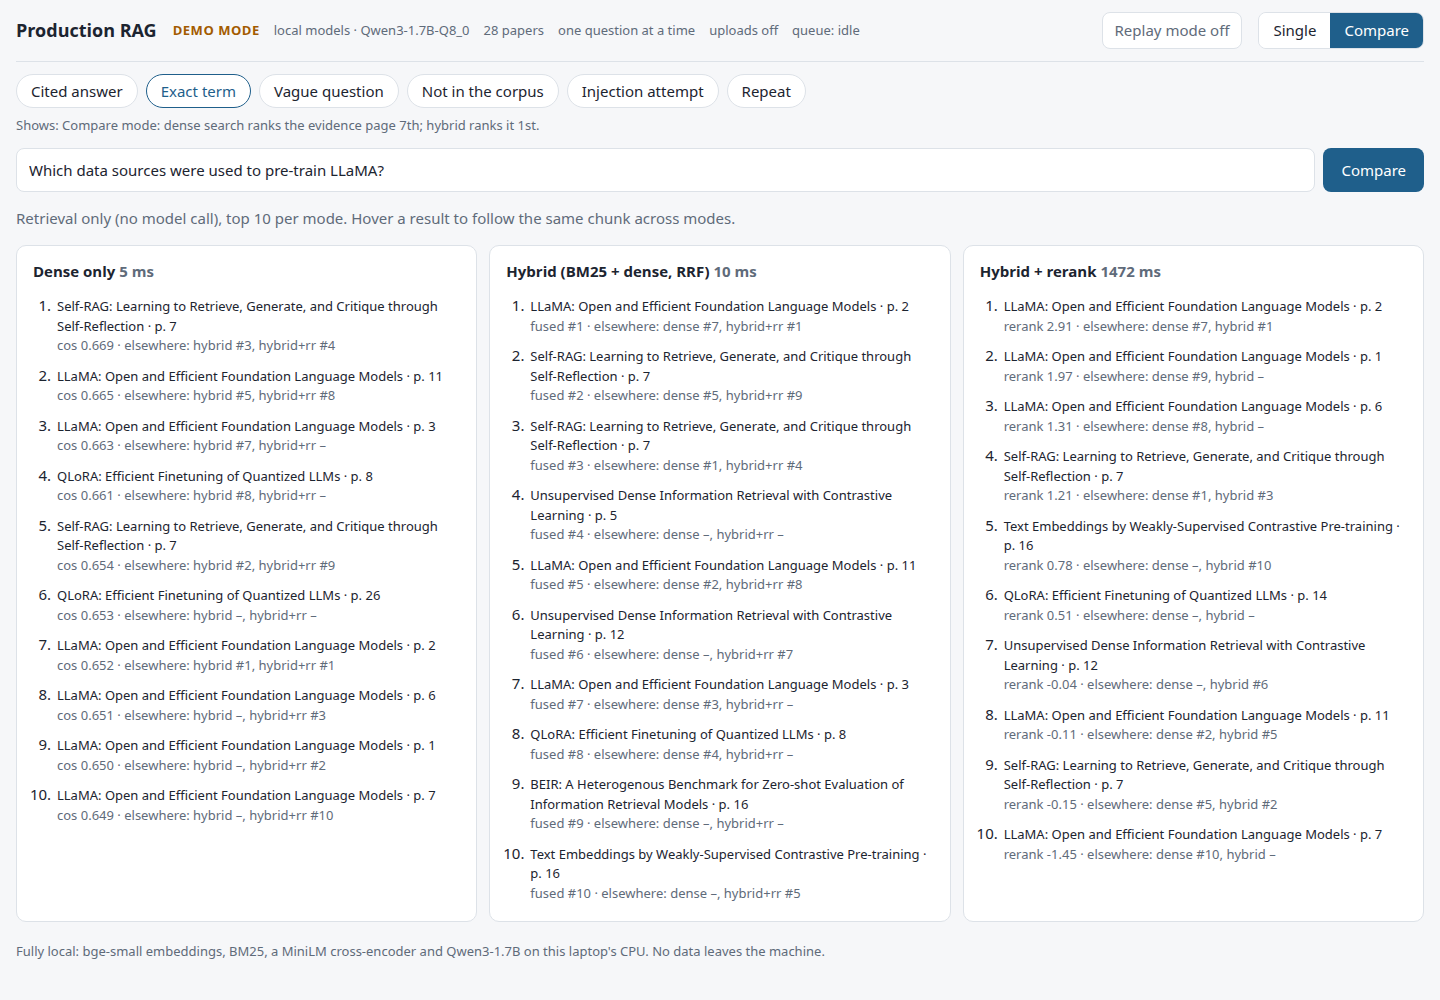 Production RAG DEMO MODE local models · Qwen3-1.7B-Q8_0 28 papers one question at a time uploads off queue: idle Replay mode off Single Compare
Cited answer Exact term Vague question Not in the corpus Injection attempt Repeat
Shows: Compare mode: dense search ranks the evidence page 7th; hybrid ranks it 1st.
Which data sources were used to pre-train LLaMA? Compare
Retrieval only (no model call), top 10 per mode. Hover a result to follow the same chunk across modes.
Dense only 5 ms
1. Self-RAG: Learning to Retrieve, Generate, and Critique through
Self-Reflection · p. 7
cos 0.669 · elsewhere: hybrid #3, hybrid+rr #4
2. LLaMA: Open and Efficient Foundation Language Models · p. 11
cos 0.665 · elsewhere: hybrid #5, hybrid+rr #8
3. LLaMA: Open and Efficient Foundation Language Models · p. 3
cos 0.663 · elsewhere: hybrid #7, hybrid+rr –
4. QLoRA: Efficient Finetuning of Quantized LLMs · p. 8
cos 0.661 · elsewhere: hybrid #8, hybrid+rr –
5. Self-RAG: Learning to Retrieve, Generate, and Critique through
Self-Reflection · p. 7
cos 0.654 · elsewhere: hybrid #2, hybrid+rr #9
6. QLoRA: Efficient Finetuning of Quantized LLMs · p. 26
cos 0.653 · elsewhere: hybrid –, hybrid+rr –
7. LLaMA: Open and Efficient Foundation Language Models · p. 2
cos 0.652 · elsewhere: hybrid #1, hybrid+rr #1
8. LLaMA: Open and Efficient Foundation Language Models · p. 6
cos 0.651 · elsewhere: hybrid –, hybrid+rr #3
9. LLaMA: Open and Efficient Foundation Language Models · p. 1
cos 0.650 · elsewhere: hybrid –, hybrid+rr #2
10. LLaMA: Open and Efficient Foundation Language Models · p. 7
cos 0.649 · elsewhere: hybrid –, hybrid+rr #10
Hybrid (BM25 + dense, RRF) 10 ms
1. LLaMA: Open and Efficient Foundation Language Models · p. 2
fused #1 · elsewhere: dense #7, hybrid+rr #1
2. Self-RAG: Learning to Retrieve, Generate, and Critique through
Self-Reflection · p. 7
fused #2 · elsewhere: dense #5, hybrid+rr #9
3. Self-RAG: Learning to Retrieve, Generate, and Critique through
Self-Reflection · p. 7
fused #3 · elsewhere: dense #1, hybrid+rr #4
4. Unsupervised Dense Information Retrieval with Contrastive
Learning · p. 5
fused #4 · elsewhere: dense –, hybrid+rr –
5. LLaMA: Open and Efficient Foundation Language Models · p. 11
fused #5 · elsewhere: dense #2, hybrid+rr #8
6. Unsupervised Dense Information Retrieval with Contrastive
Learning · p. 12
fused #6 · elsewhere: dense –, hybrid+rr #7
7. LLaMA: Open and Efficient Foundation Language Models · p. 3
fused #7 · elsewhere: dense #3, hybrid+rr –
8. QLoRA: Efficient Finetuning of Quantized LLMs · p. 8
fused #8 · elsewhere: dense #4, hybrid+rr –
9. BEIR: A Heterogenous Benchmark for Zero-shot Evaluation of
Information Retrieval Models · p. 16
fused #9 · elsewhere: dense –, hybrid+rr –
10. Text Embeddings by Weakly-Supervised Contrastive Pre-training ·
p. 16
fused #10 · elsewhere: dense –, hybrid+rr #5
Hybrid + rerank 1472 ms
1. LLaMA: Open and Efficient Foundation Language Models · p. 2
rerank 2.91 · elsewhere: dense #7, hybrid #1
2. LLaMA: Open and Efficient Foundation Language Models · p. 1
rerank 1.97 · elsewhere: dense #9, hybrid –
3. LLaMA: Open and Efficient Foundation Language Models · p. 6
rerank 1.31 · elsewhere: dense #8, hybrid –
4. Self-RAG: Learning to Retrieve, Generate, and Critique through
Self-Reflection · p. 7
rerank 1.21 · elsewhere: dense #1, hybrid #3
5. Text Embeddings by Weakly-Supervised Contrastive Pre-training ·
p. 16
rerank 0.78 · elsewhere: dense –, hybrid #10
6. QLoRA: Efficient Finetuning of Quantized LLMs · p. 14
rerank 0.51 · elsewhere: dense –, hybrid –
7. Unsupervised Dense Information Retrieval with Contrastive
Learning · p. 12
rerank -0.04 · elsewhere: dense –, hybrid #6
8. LLaMA: Open and Efficient Foundation Language Models · p. 11
rerank -0.11 · elsewhere: dense #2, hybrid #5
9. Self-RAG: Learning to Retrieve, Generate, and Critique through
Self-Reflection · p. 7
rerank -0.15 · elsewhere: dense #5, hybrid #2
10. LLaMA: Open and Efficient Foundation Language Models · p. 7
rerank -1.45 · elsewhere: dense #10, hybrid –
Fully local: bge-small embeddings, BM25, a MiniLM cross-encoder and Qwen3-1.7B on this laptop's CPU. No data leaves the machine.